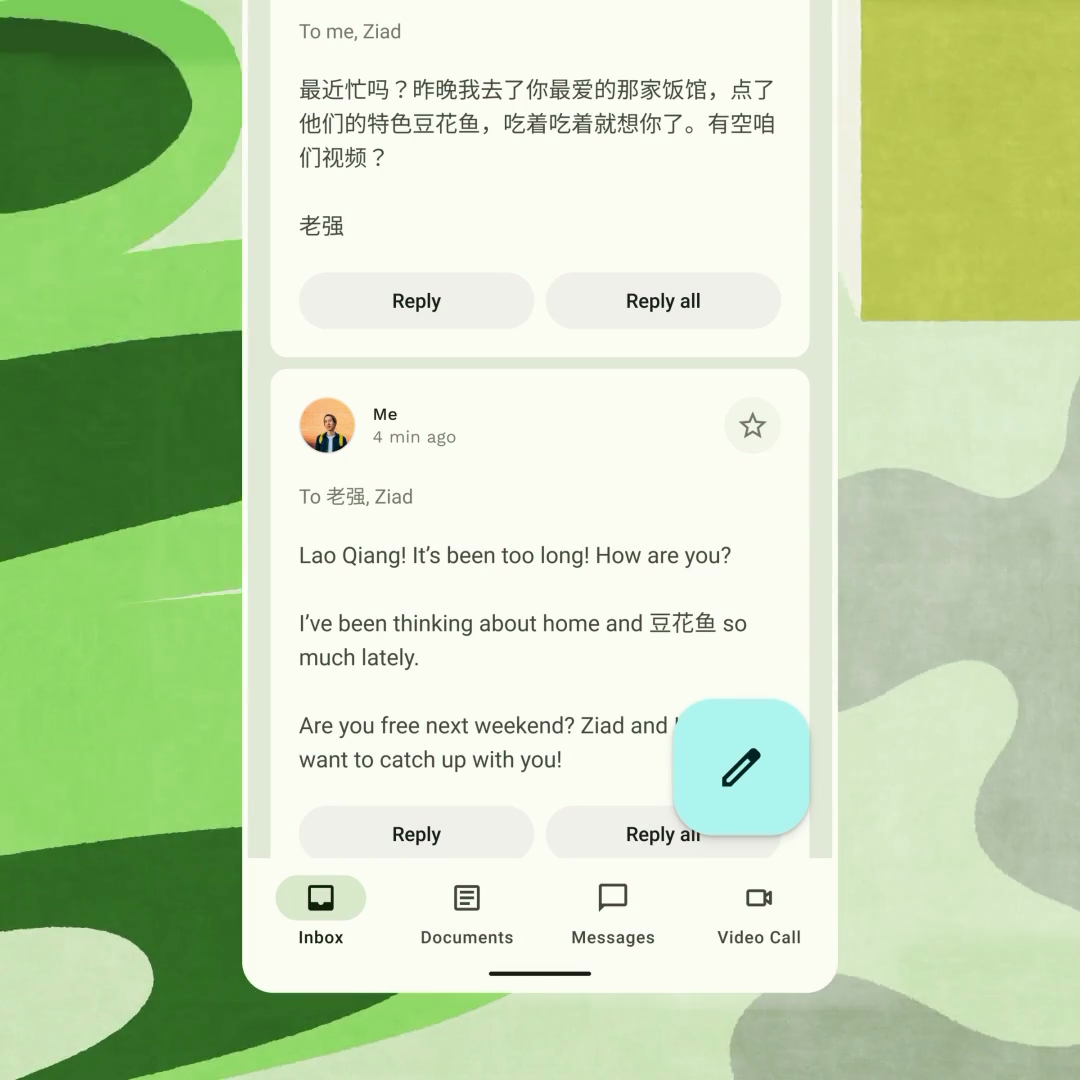 To me, Ziad
最近忙吗？昨晚我去了你最爱的那家饭馆，点了
他们的特色豆花鱼，吃着吃着就想你了。有空咱
们视频？
老强
Reply
Reply all
Me
4 min ago
To 老强, Ziad
Lao Qiang! It’s been too long! How are you?
I’ve been thinking about home and 豆花鱼 so
much lately.
Are you free next weekend? Ziad and
want to catch up with you!
Reply
Reply all
Inbox
Documents
Messages
Video Call